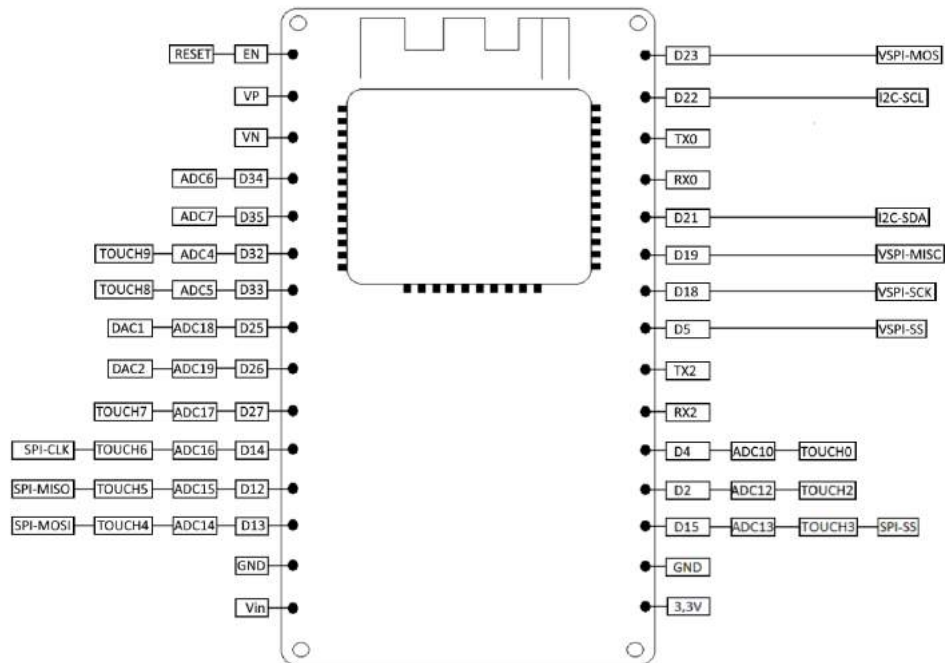 RESET EN D23 VSPI-MOS
VP D22 I2C-SCL
VN TX0
ADC6 D34 RX0
ADC7 D35 D21 I2C-SDA
TOUCH9 ADC4 D32 D19 VSPI-MISC
TOUCH8 ADC5 D33 D18 VSPI-SCK
DAC1 ADC18 D25 D5 VSPI-SS
DAC2 ADC19 D26 TX2
TOUCH7 ADC17 D27 RX2
SPI-CLK TOUCH6 ADC16 D14 D4 ADC10 TOUCH0
SPI-MISO TOUCH5 ADC15 D12 D2 ADC12 TOUCH2
SPI-MOSI TOUCH4 ADC14 D13 D15 ADC13 TOUCH3 SPI-SS
GND GND
Vin 3,3V